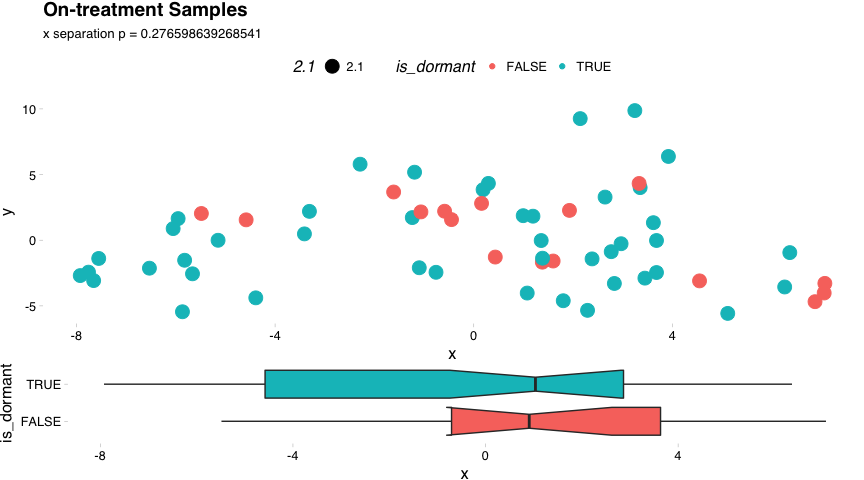 On-treatment Samples
x separation p = 0.276598639268541
2.1 2.1 is_dormant FALSE TRUE
10
5
0
-5
y
-8 -4 0 4
x
is_dormant
TRUE
FALSE
-8 -4 0 4
x